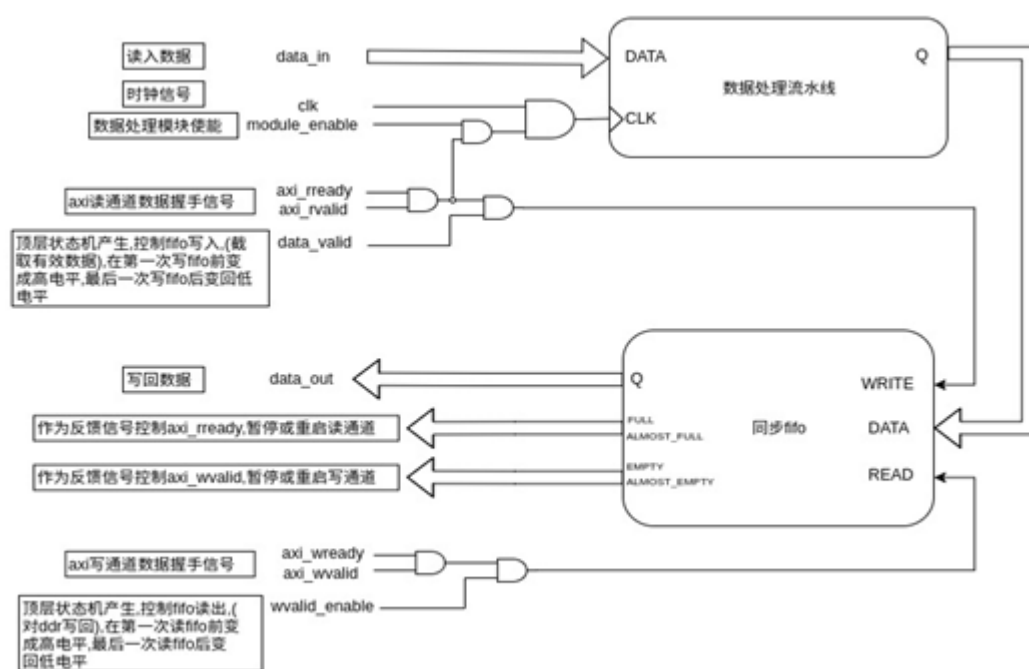 读入数据
data_in
DATA
Q
数据处理流水线
时钟信号
clk
数据处理模块使能
module_enable
CLK
axi读通道数据握手信号
axi_rready
axi_rvalid
顶层状态机产生,控制fifo写入,(截
取有效数据),在第一次写fifo前变
成高电平,最后一次写fifo后变回低
电平
data_valid
写回数据
data_out
Q
WRITE
作为反馈信号控制axi_rready,暂停或重启读通道
FULL
ALMOST_FULL
同步fifo
DATA
作为反馈信号控制axi_wvalid,暂停或重启写通道
EMPTY
ALMOST_EMPTY
READ
axi写通道数据握手信号
axi_wready
axi_wvalid
顶层状态机产生,控制fifo读出,(
对ddr写回),在第一次读fifo前变
成高电平,最后一次读fifo后变
回低电平
wvalid_enable